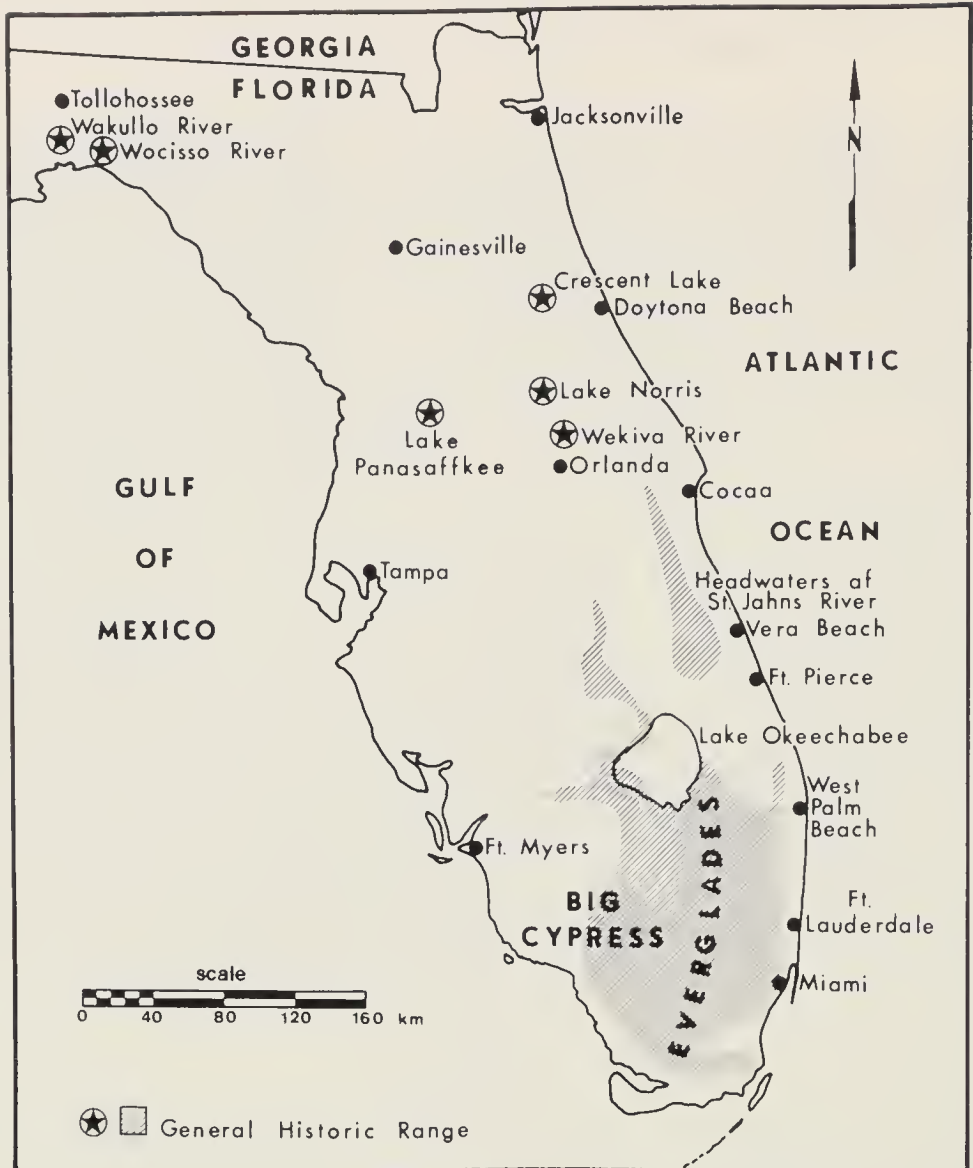 GEORGIA
FLORIDA
Tollohossee
Wakullo River
Wocisso River
Jacksonville
N
Gainesville
Crescent Lake
Doytona Beach
ATLANTIC
Lake Norris
Lake
Panasaffkee
Wekiva River
Orlanda
GULF
OF
MEXICO
Cocaa
OCEAN
Tampa
Headwaters af
St. Jahns River
Vera Beach
Ft. Pierce
Lake Okeechabee
West
Palm
Beach
Ft. Myers
BIG
CYPRESS
EVERGLADES
Ft.
Lauderdale
Miami
scale
0 40 80 120 160 km
General Historic Range